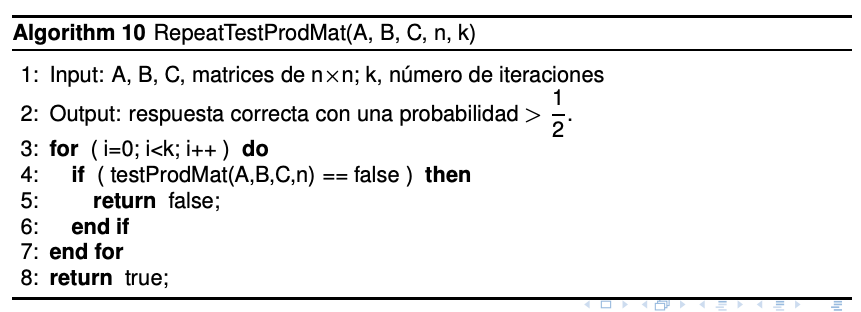 Algorithm 10 RepeatTestProdMat(A, B, C, n, k)
1: Input: A, B, C, matrices de n×n; k, número de iteraciones
2: Output: respuesta correcta con una probabilidad > 1/2.
3: for ( i=0; i<k; i++ ) do
4: if ( testProdMat(A,B,C,n) == false ) then
5: return false;
6: end if
7: end for
8: return true;